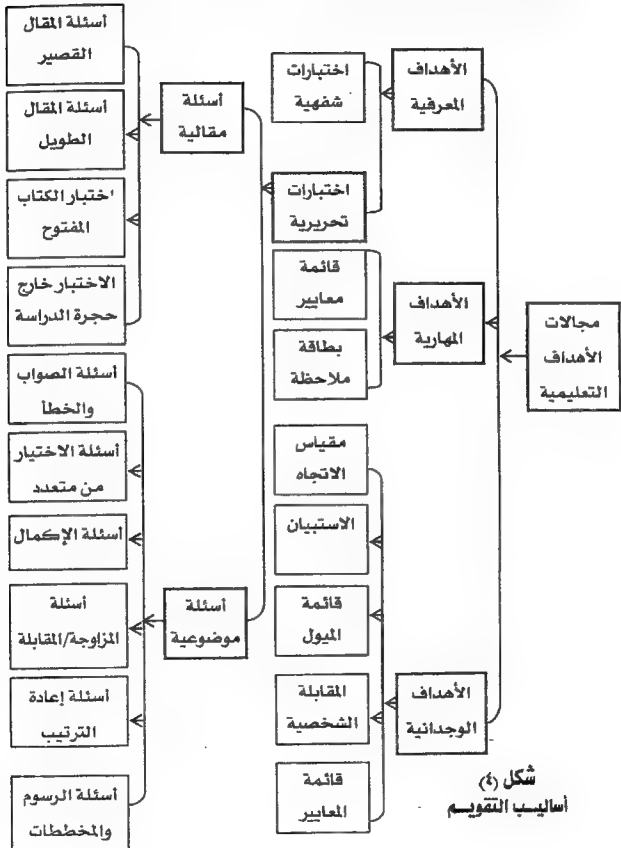 مجالات
الأهداف
التعليمية
الأهداف
المعرفية
اختبارات
شفهية
اختبارات
تحريرية
أسئلة
مقالية
أسئلة المقال
القصير
أسئلة المقال
الطويل
اختبار الكتاب
المفتوح
الاختبار خارج
حجرة الدراسة
أسئلة
موضوعية
أسئلة الصواب
والخطأ
أسئلة الاختيار
من متعدد
أسئلة الإكمال
أسئلة
المزاوجة/المقابلة
أسئلة إعادة
الترتيب
أسئلة الرسوم
والمخططات
الأهداف
المهارية
قائمة
معايير
بطاقة
ملاحظة
الأهداف
الوجدانية
مقياس
الاتجاه
الاستبيان
قائمة
الميول
المقابلة
الشخصية
قائمة
المعايير
شكل (٤)
أساليب التقويم